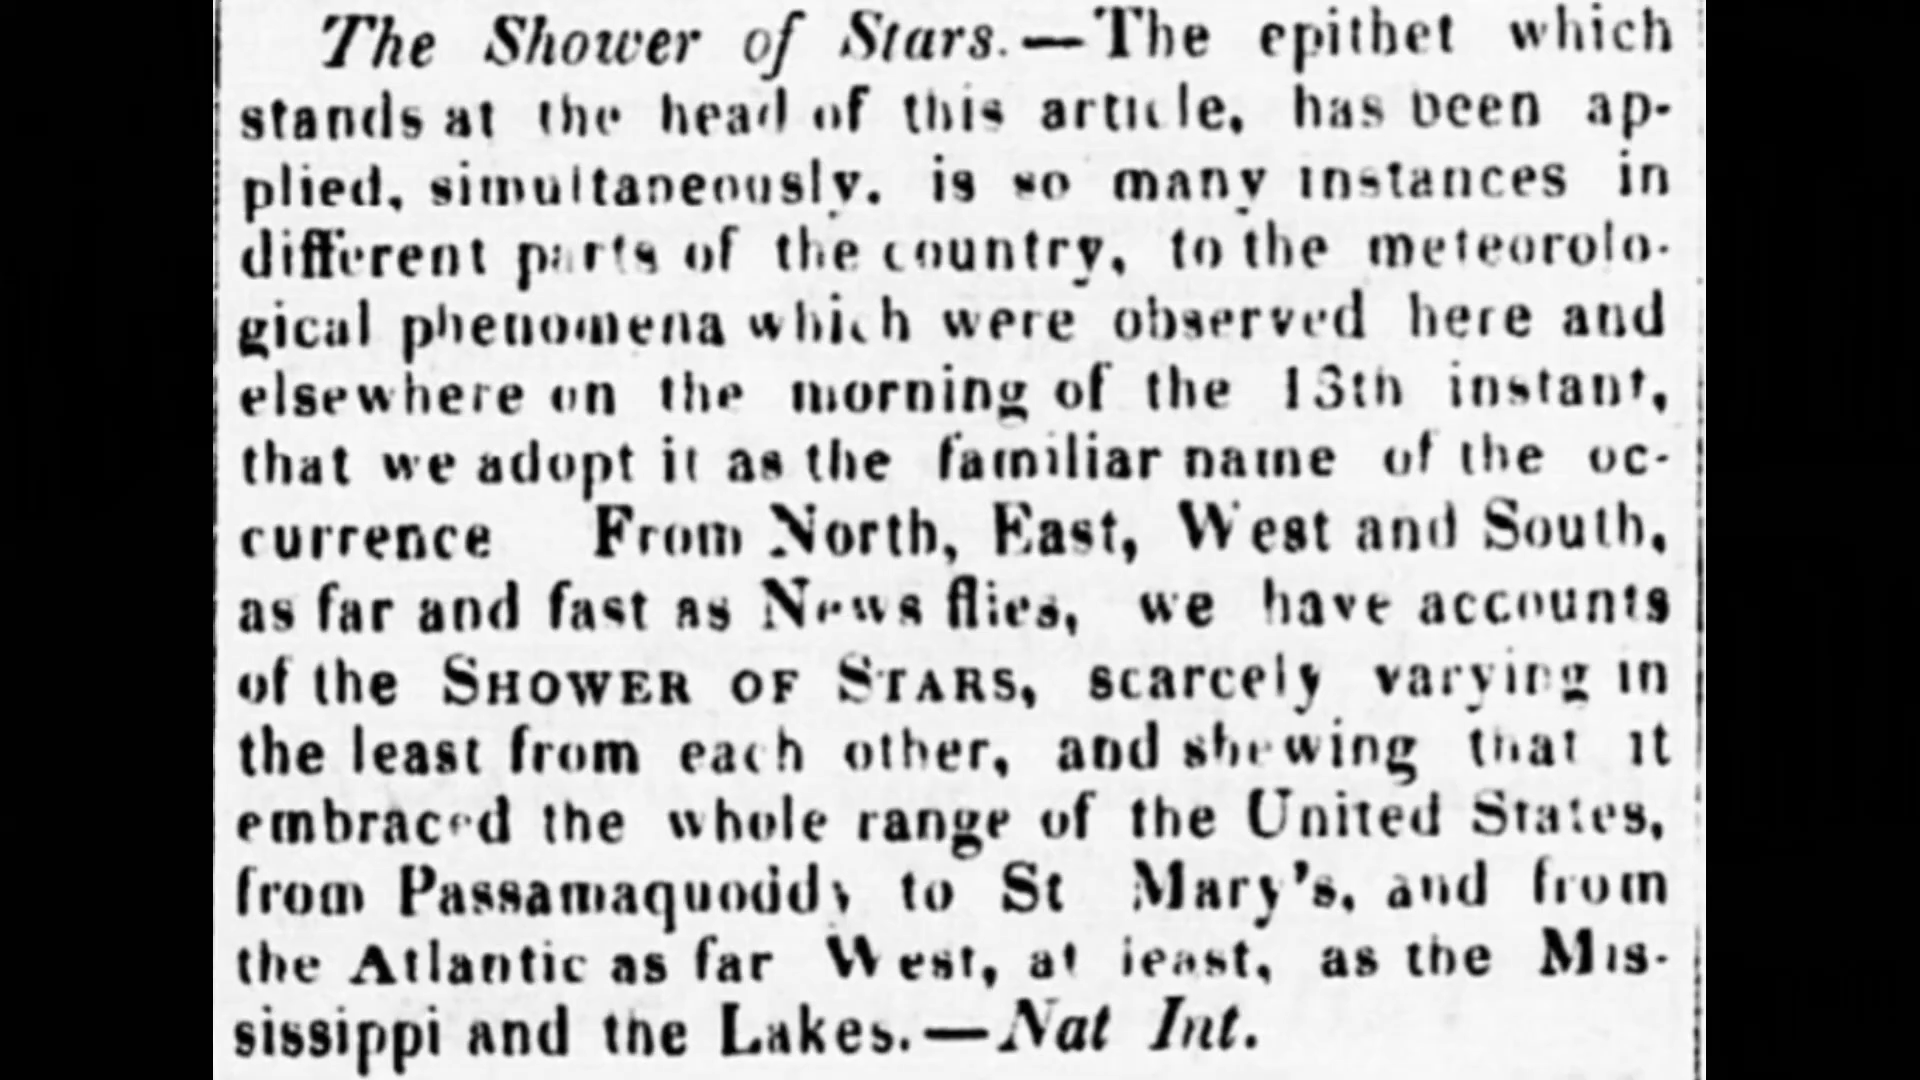 The Shower of Stars.—The epithet which
stands at the head of this article, has been ap-
plied, simultaneously. is so many instances in
different parts of the country, to the meteorolo-
gical phenomena which were observed here and
elsewhere on the morning of the 13th instant,
that we adopt it as the familiar name of the oc-
currence From North, East, West and South,
as far and fast as News flies, we have accounts
of the SHOWER OF STARS, scarcely varying in
the least from each other, and shewing that it
embraced the whole range of the United States,
from Passamaquoddy to St Mary's, and from
the Atlantic as far West, at least, as the Mis-
sissippi and the Lakes.—Nat Int.